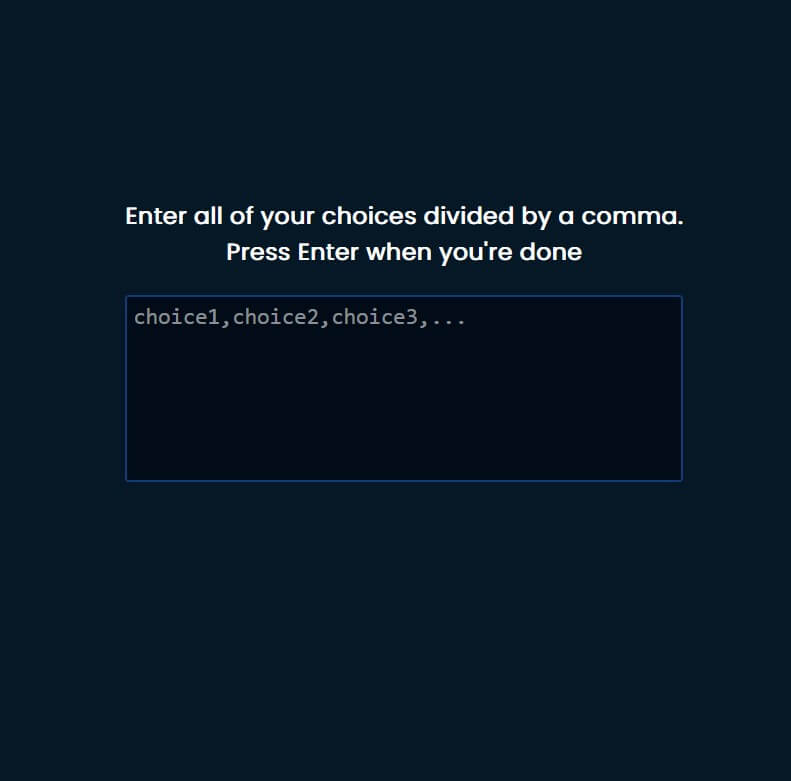 Enter all of your choices divided by a comma.
Press Enter when you're done
choice1,choice2,choice3,...